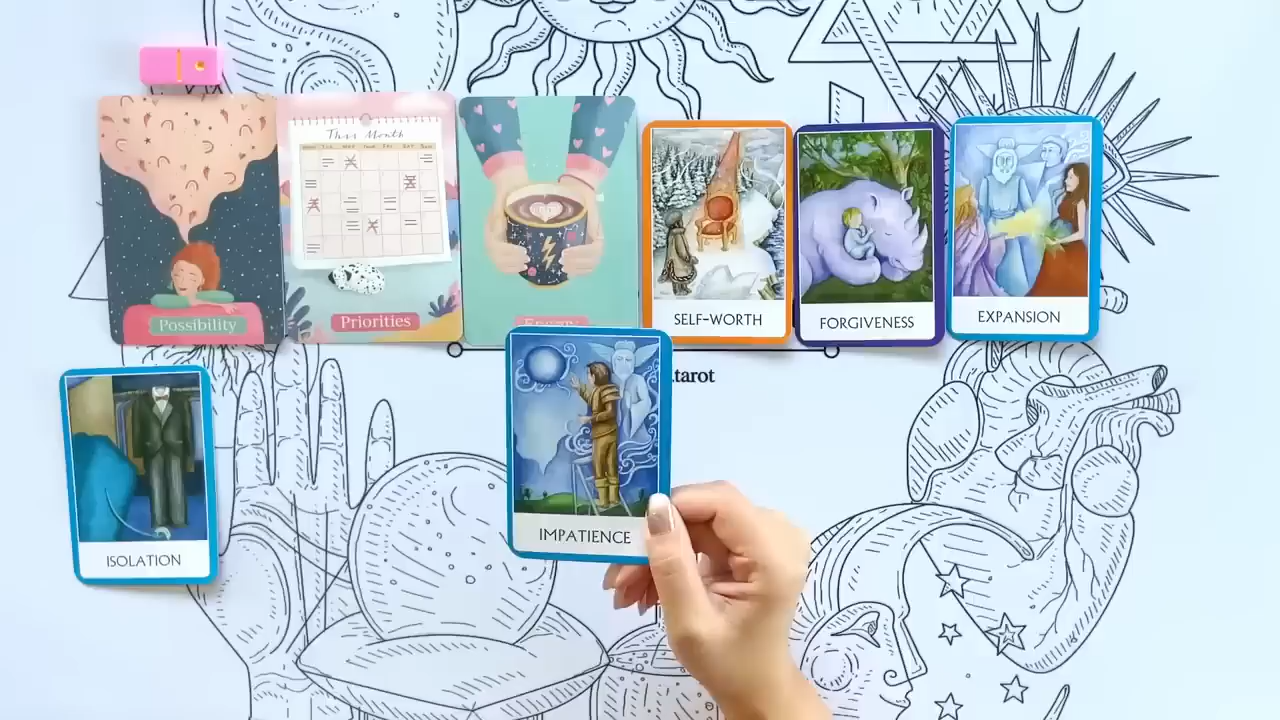 This Month
Possibility
Priorities
SELF-WORTH
FORGIVENESS
EXPANSION
tarot
ISOLATION
IMPATIENCE